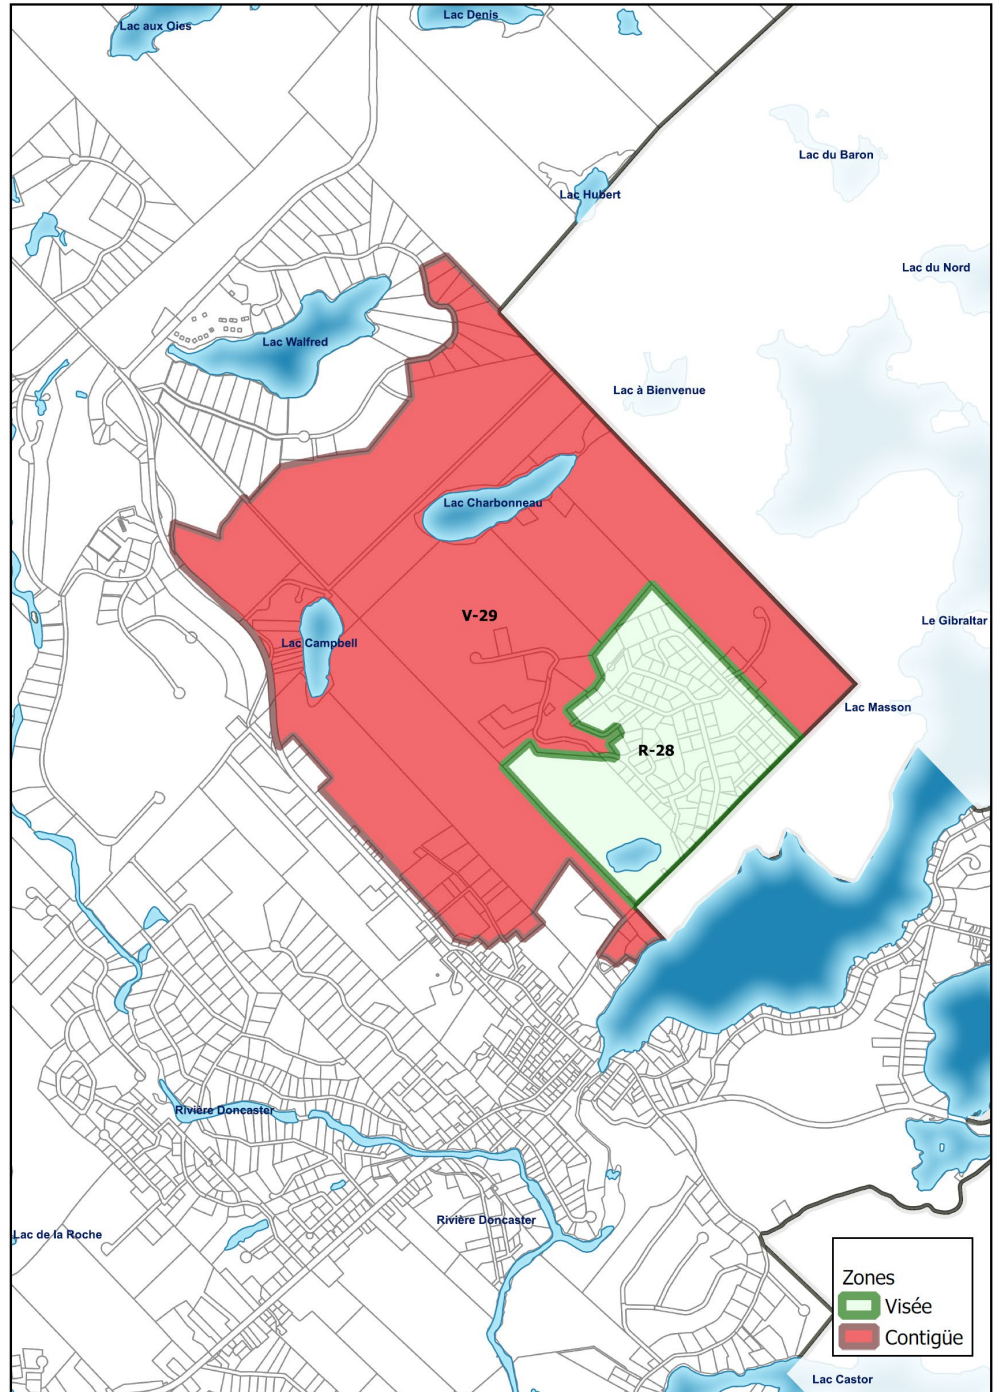 Lac Denis
Lac aux Oies
Lac du Baron
Lac Hubert
Lac du Nord
Lac Walfred
Lac à Bienvenue
Lac Charbonneau
V-29
Le Gibraltar
Lac Campbell
Lac Masson
R-28
Rivière Doncaster
Rivière Doncaster
Lac de la Roche
Zones
Visée
Contigüe
Lac Castor